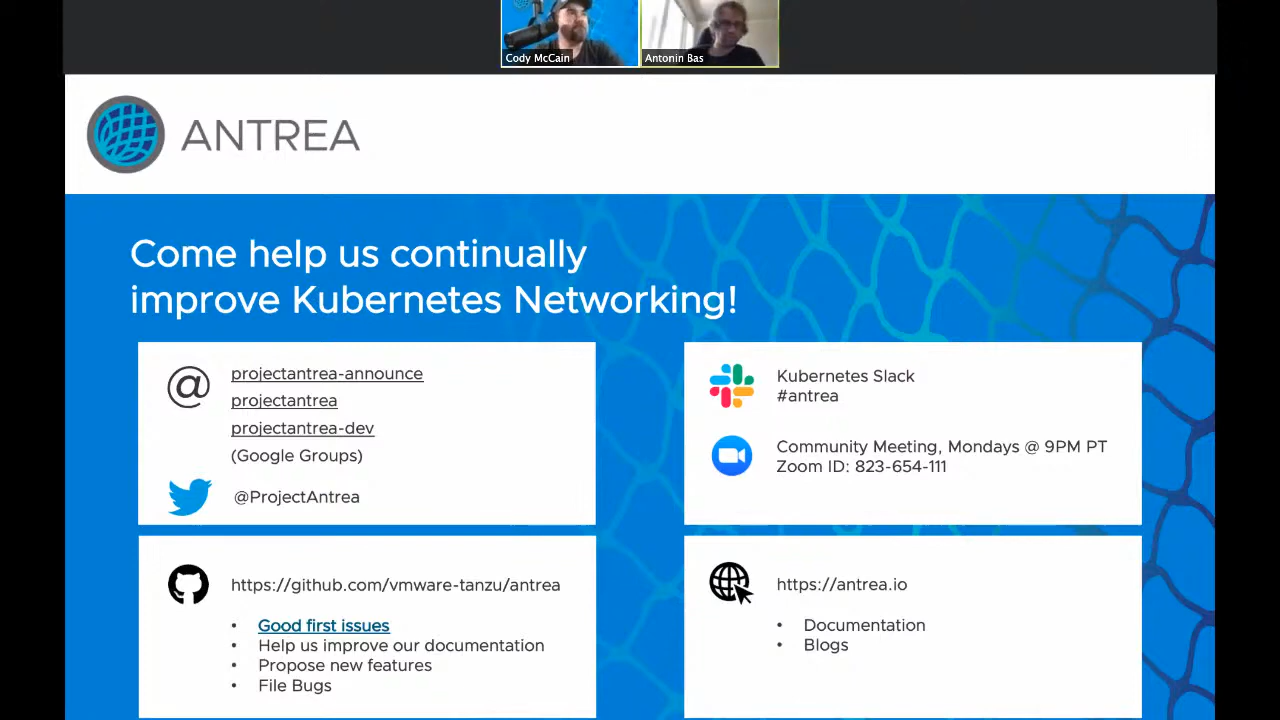 Cody McCain
Antonin Bas
ANTREA
Come help us continually
improve Kubernetes Networking!
projectantrea-announce
projectantrea
projectantrea-dev
(Google Groups)
@ProjectAntrea
Kubernetes Slack
#antrea
Community Meeting, Mondays @ 9PM PT
Zoom ID: 823-654-111
https://github.com/vmware-tanzu/antrea
• Good first issues
• Help us improve our documentation
• Propose new features
• File Bugs
https://antrea.io
• Documentation
• Blogs